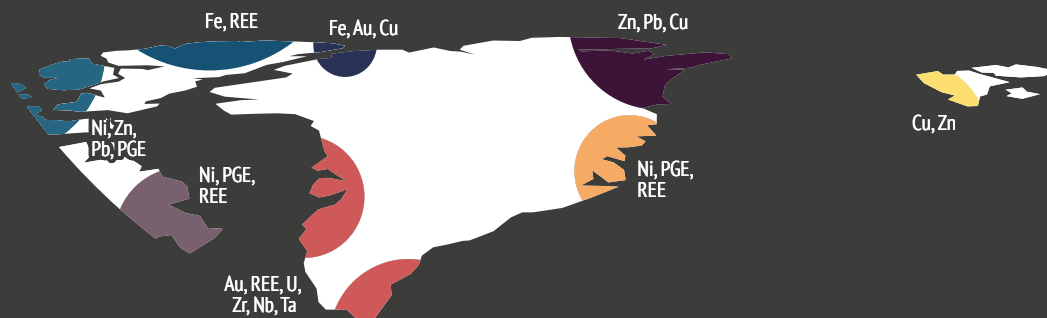 Fe, REE
Fe, Au, Cu
Zn, Pb, Cu
Ni, Zn,
Pb, PGE
Cu, Zn
Ni, PGE,
REE
Ni, PGE,
REE
Au, REE, U,
Zr, Nb, Ta